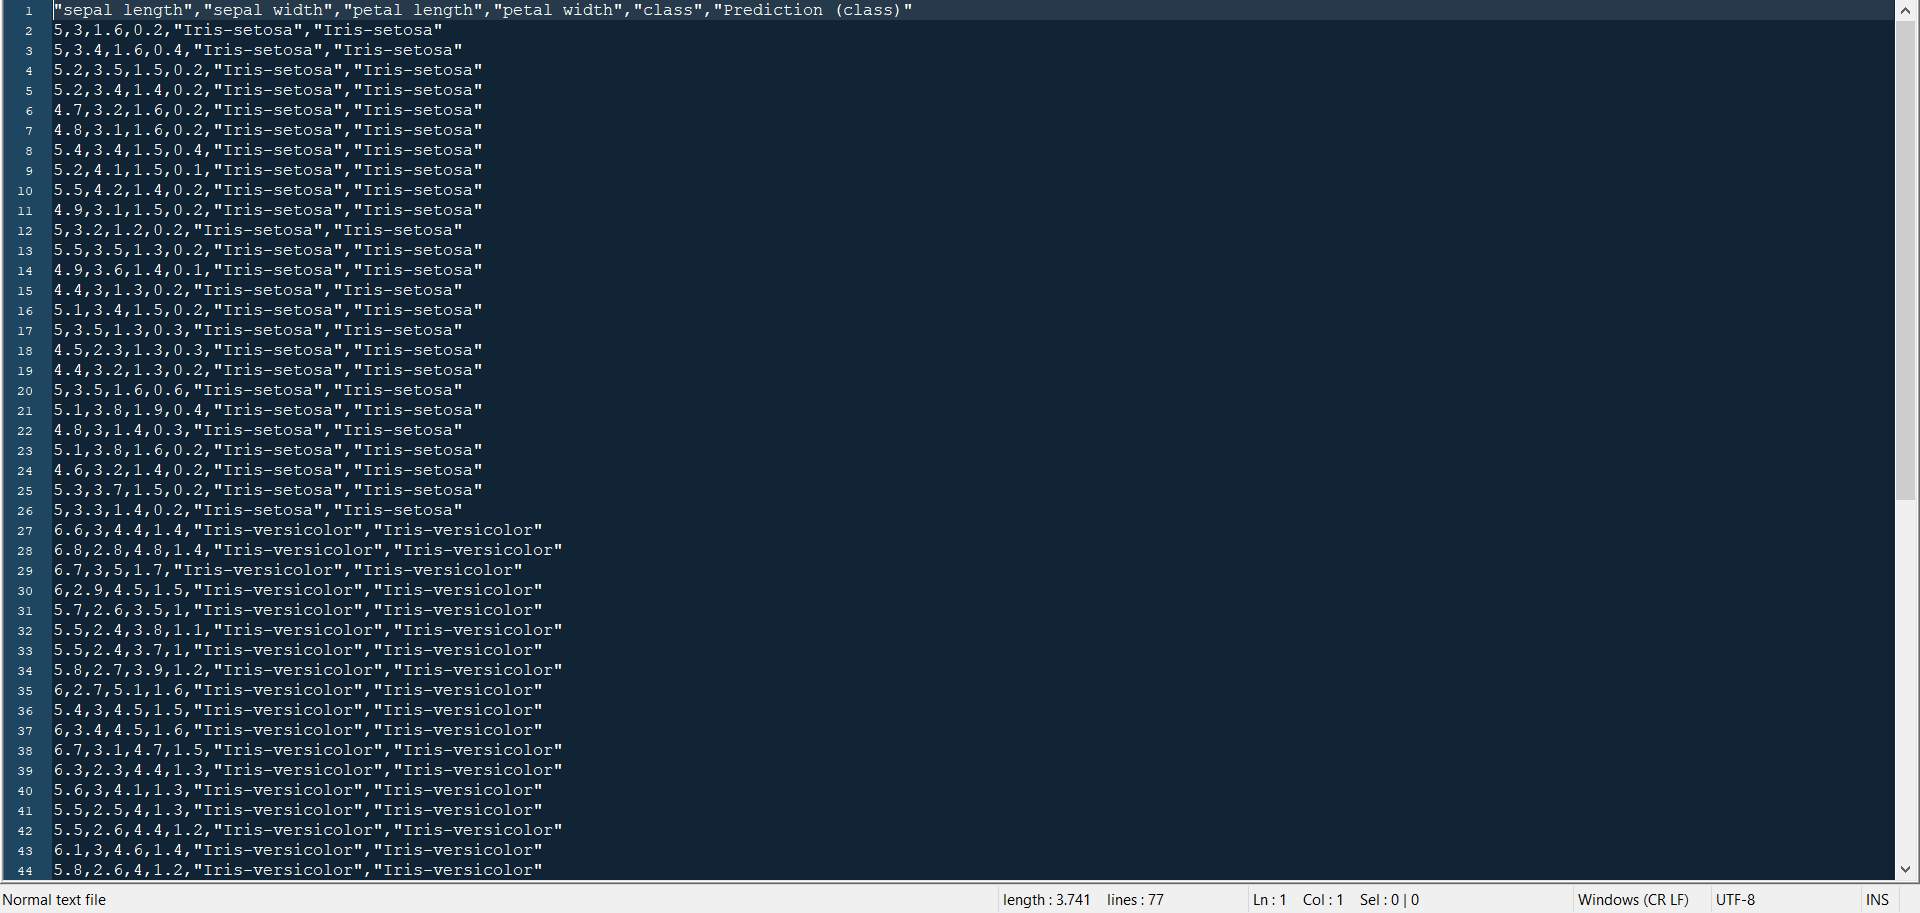 1 "sepal length","sepal width","petal length","petal width","class","Prediction (class)"
2 5,3,1.6,0.2,"Iris-setosa","Iris-setosa"
3 5,3.4,1.6,0.4,"Iris-setosa","Iris-setosa"
4 5.2,3.5,1.5,0.2,"Iris-setosa","Iris-setosa"
5 5.2,3.4,1.4,0.2,"Iris-setosa","Iris-setosa"
6 4.7,3.2,1.6,0.2,"Iris-setosa","Iris-setosa"
7 4.8,3.1,1.6,0.2,"Iris-setosa","Iris-setosa"
8 5.4,3.4,1.5,0.4,"Iris-setosa","Iris-setosa"
9 5.2,4.1,1.5,0.1,"Iris-setosa","Iris-setosa"
10 5.5,4.2,1.4,0.2,"Iris-setosa","Iris-setosa"
11 4.9,3.1,1.5,0.2,"Iris-setosa","Iris-setosa"
12 5,3.2,1.2,0.2,"Iris-setosa","Iris-setosa"
13 5.5,3.5,1.3,0.2,"Iris-setosa","Iris-setosa"
14 4.9,3.6,1.4,0.1,"Iris-setosa","Iris-setosa"
15 4.4,3,1.3,0.2,"Iris-setosa","Iris-setosa"
16 5.1,3.4,1.5,0.2,"Iris-setosa","Iris-setosa"
17 5,3.5,1.3,0.3,"Iris-setosa","Iris-setosa"
18 4.5,2.3,1.3,0.3,"Iris-setosa","Iris-setosa"
19 4.4,3.2,1.3,0.2,"Iris-setosa","Iris-setosa"
20 5,3.5,1.6,0.6,"Iris-setosa","Iris-setosa"
21 5.1,3.8,1.9,0.4,"Iris-setosa","Iris-setosa"
22 4.8,3,1.4,0.3,"Iris-setosa","Iris-setosa"
23 5.1,3.8,1.6,0.2,"Iris-setosa","Iris-setosa"
24 4.6,3.2,1.4,0.2,"Iris-setosa","Iris-setosa"
25 5.3,3.7,1.5,0.2,"Iris-setosa","Iris-setosa"
26 5,3.3,1.4,0.2,"Iris-setosa","Iris-setosa"
27 6.6,3,4.4,1.4,"Iris-versicolor","Iris-versicolor"
28 6.8,2.8,4.8,1.4,"Iris-versicolor","Iris-versicolor"
29 6.7,3,5,1.7,"Iris-versicolor","Iris-versicolor"
30 6,2.9,4.5,1.5,"Iris-versicolor","Iris-versicolor"
31 5.7,2.6,3.5,1,"Iris-versicolor","Iris-versicolor"
32 5.5,2.4,3.8,1.1,"Iris-versicolor","Iris-versicolor"
33 5.5,2.4,3.7,1,"Iris-versicolor","Iris-versicolor"
34 5.8,2.7,3.9,1.2,"Iris-versicolor","Iris-versicolor"
35 6,2.7,5.1,1.6,"Iris-versicolor","Iris-versicolor"
36 5.4,3,4.5,1.5,"Iris-versicolor","Iris-versicolor"
37 6,3.4,4.5,1.6,"Iris-versicolor","Iris-versicolor"
38 6.7,3.1,4.7,1.5,"Iris-versicolor","Iris-versicolor"
39 6.3,2.3,4.4,1.3,"Iris-versicolor","Iris-versicolor"
40 5.6,3,4.1,1.3,"Iris-versicolor","Iris-versicolor"
41 5.5,2.5,4,1.3,"Iris-versicolor","Iris-versicolor"
42 5.5,2.6,4.4,1.2,"Iris-versicolor","Iris-versicolor"
43 6.1,3,4.6,1.4,"Iris-versicolor","Iris-versicolor"
44 5.8,2.6,4,1.2,"Iris-versicolor","Iris-versicolor"
Normal text file length : 3.741 lines : 77 Ln : 1 Col : 1 Sel : 0 | 0 Windows (CR LF) UTF-8 INS